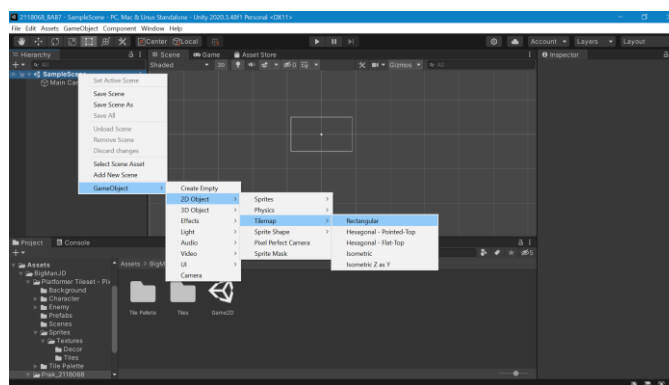 2118068_BAB7 - SampleScene - PC, Mac & Linux Standalone - Unity 2020.3.48f1 Personal <DX11>
File Edit Assets GameObject Component Window Help
Center Local
Account Layers Layout
Hierarchy
All
SampleScene
Main Ca
Scene Game Asset Store
Shaded 2D 0 Gizmos All
Inspector
Set Active Scene
Save Scene
Save Scene As
Save All
Unload Scene
Remove Scene
Discard changes
Select Scene Asset
Add New Scene
GameObject
Create Empty
2D Object
3D Object
Effects
Light
Audio
Video
UI
Camera
Sprites
Physics
Tilemap
Sprite Shape
Pixel Perfect Camera
Sprite Mask
Rectangular
Hexagonal - Pointed-Top
Hexagonal - Flat-Top
Isometric
Isometric Z as Y
Project Console
Assets
BigManJD
Platformer Tileset - Pix
Background
Character
Enemy
Prefabs
Scenes
Sprites
Textures
Decor
Tiles
Tile Palette
Prak_2118068
Assets > BigM
Tile Palete Tiles Game2D